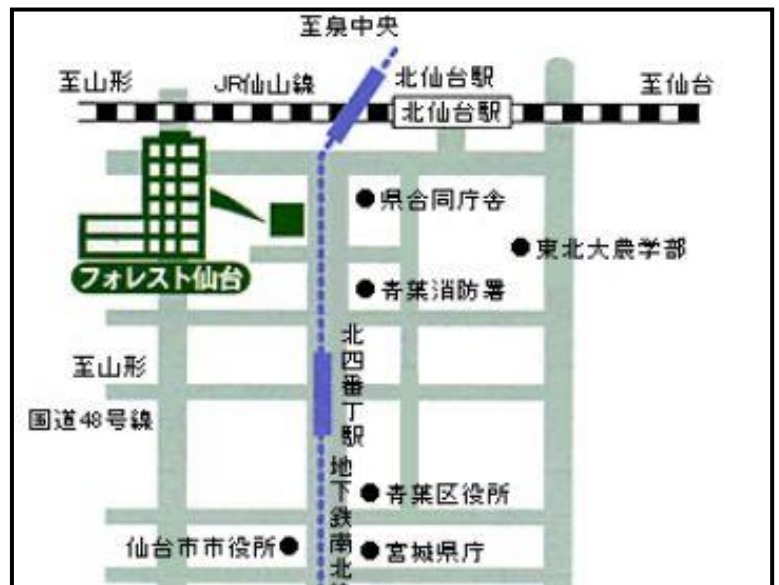 至泉中央
至山形
JR仙山線
北仙台駅
至仙台
北仙台駅
県合同庁舎
東北大農学部
フォレスト仙台
青葉消防署
北四番丁駅
至山形
国道48号線
地下鉄南北
青葉区役所
仙台市市役所
宮城県庁